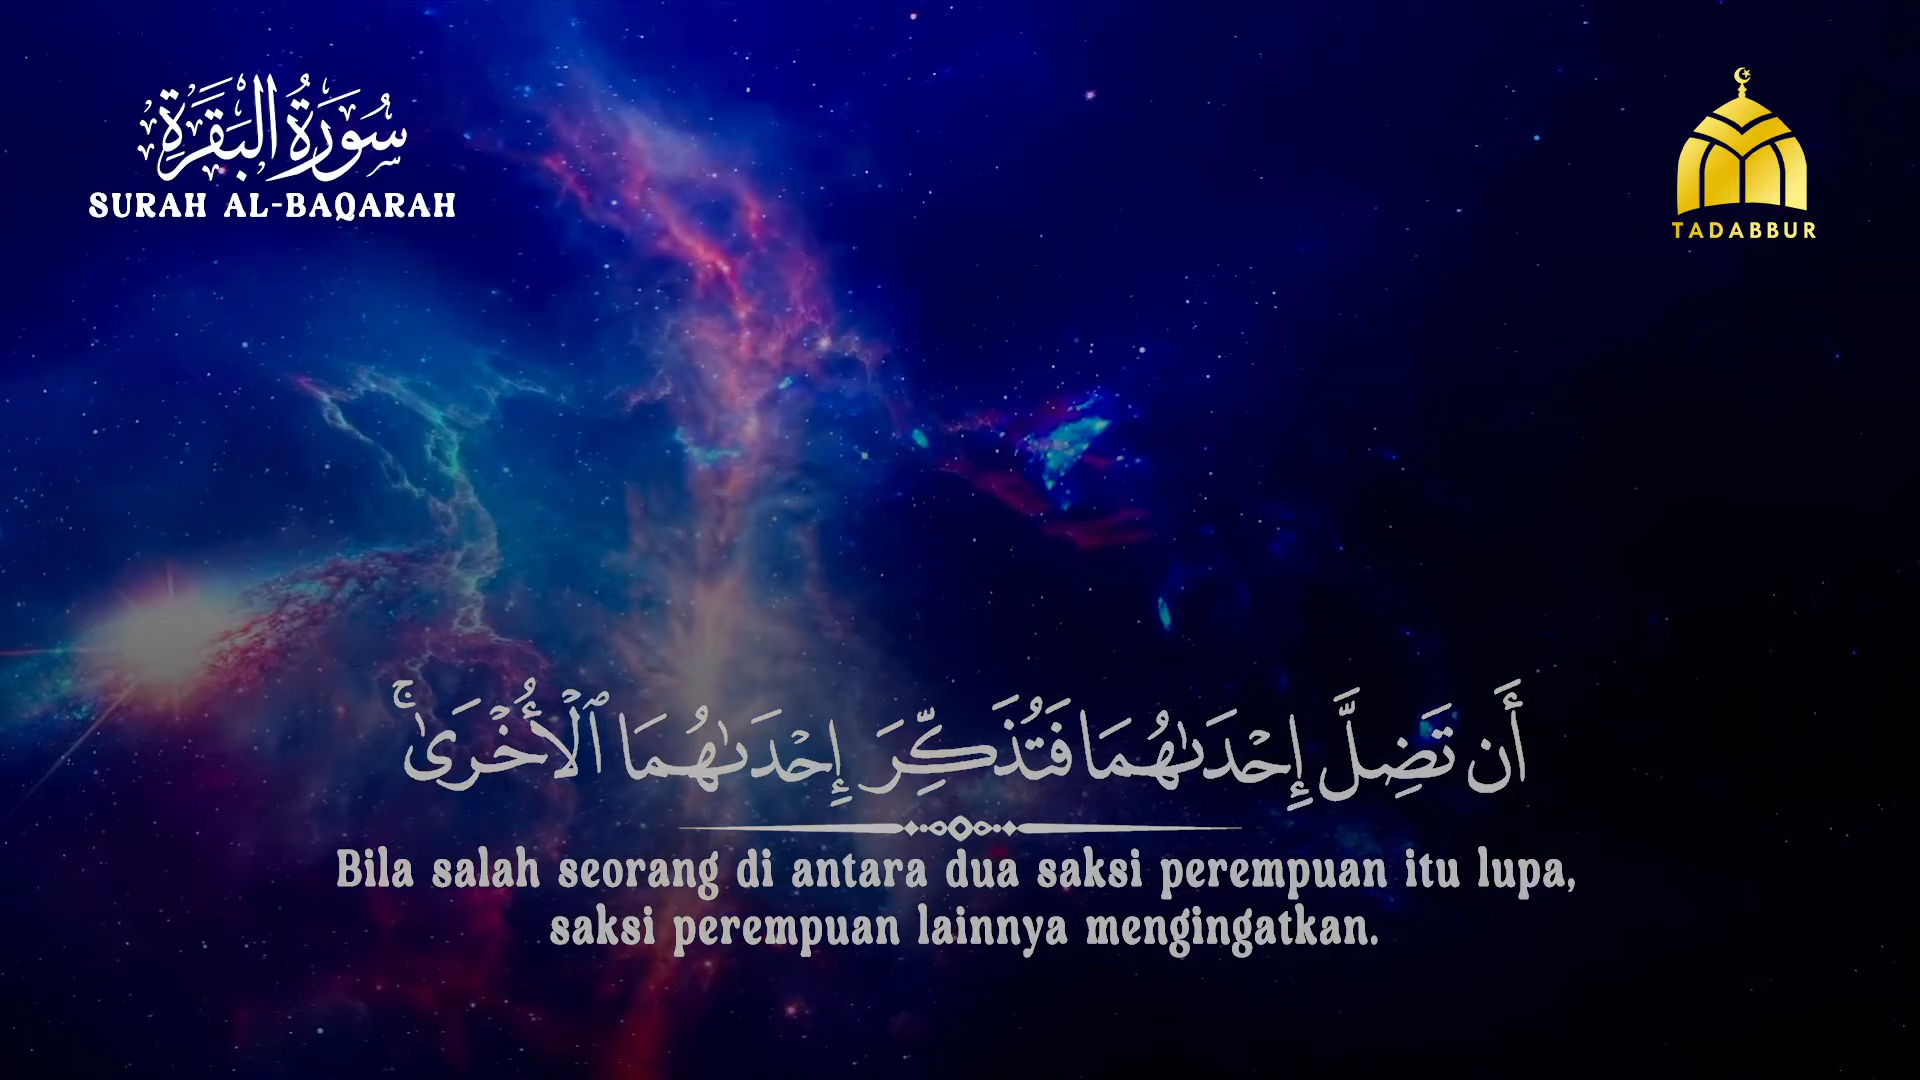 سُورَةُ البَقَرَةِ
SURAH AL-BAQARAH
TADABBUR
أَن تَضِلَّ إِحۡدَىٰهُمَا فَتُذَكِّرَ إِحۡدَىٰهُمَا ٱلۡأُخۡرَىٰۚ
Bila salah seorang di antara dua saksi perempuan itu lupa,
saksi perempuan lainnya mengingatkan.